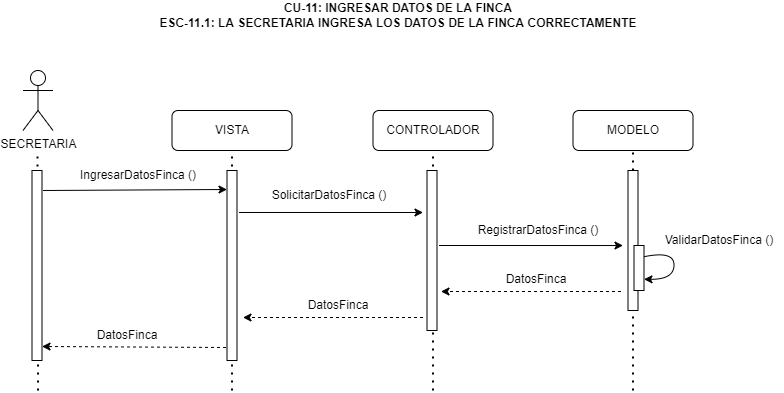 CU-11: INGRESAR DATOS DE LA FINCA
ESC-11.1: LA SECRETARIA INGRESA LOS DATOS DE LA FINCA CORRECTAMENTE
SECRETARIA
VISTA
CONTROLADOR
MODELO
IngresarDatosFinca ()
SolicitarDatosFinca ()
RegistrarDatosFinca ()
ValidarDatosFinca ()
DatosFinca
DatosFinca
DatosFinca